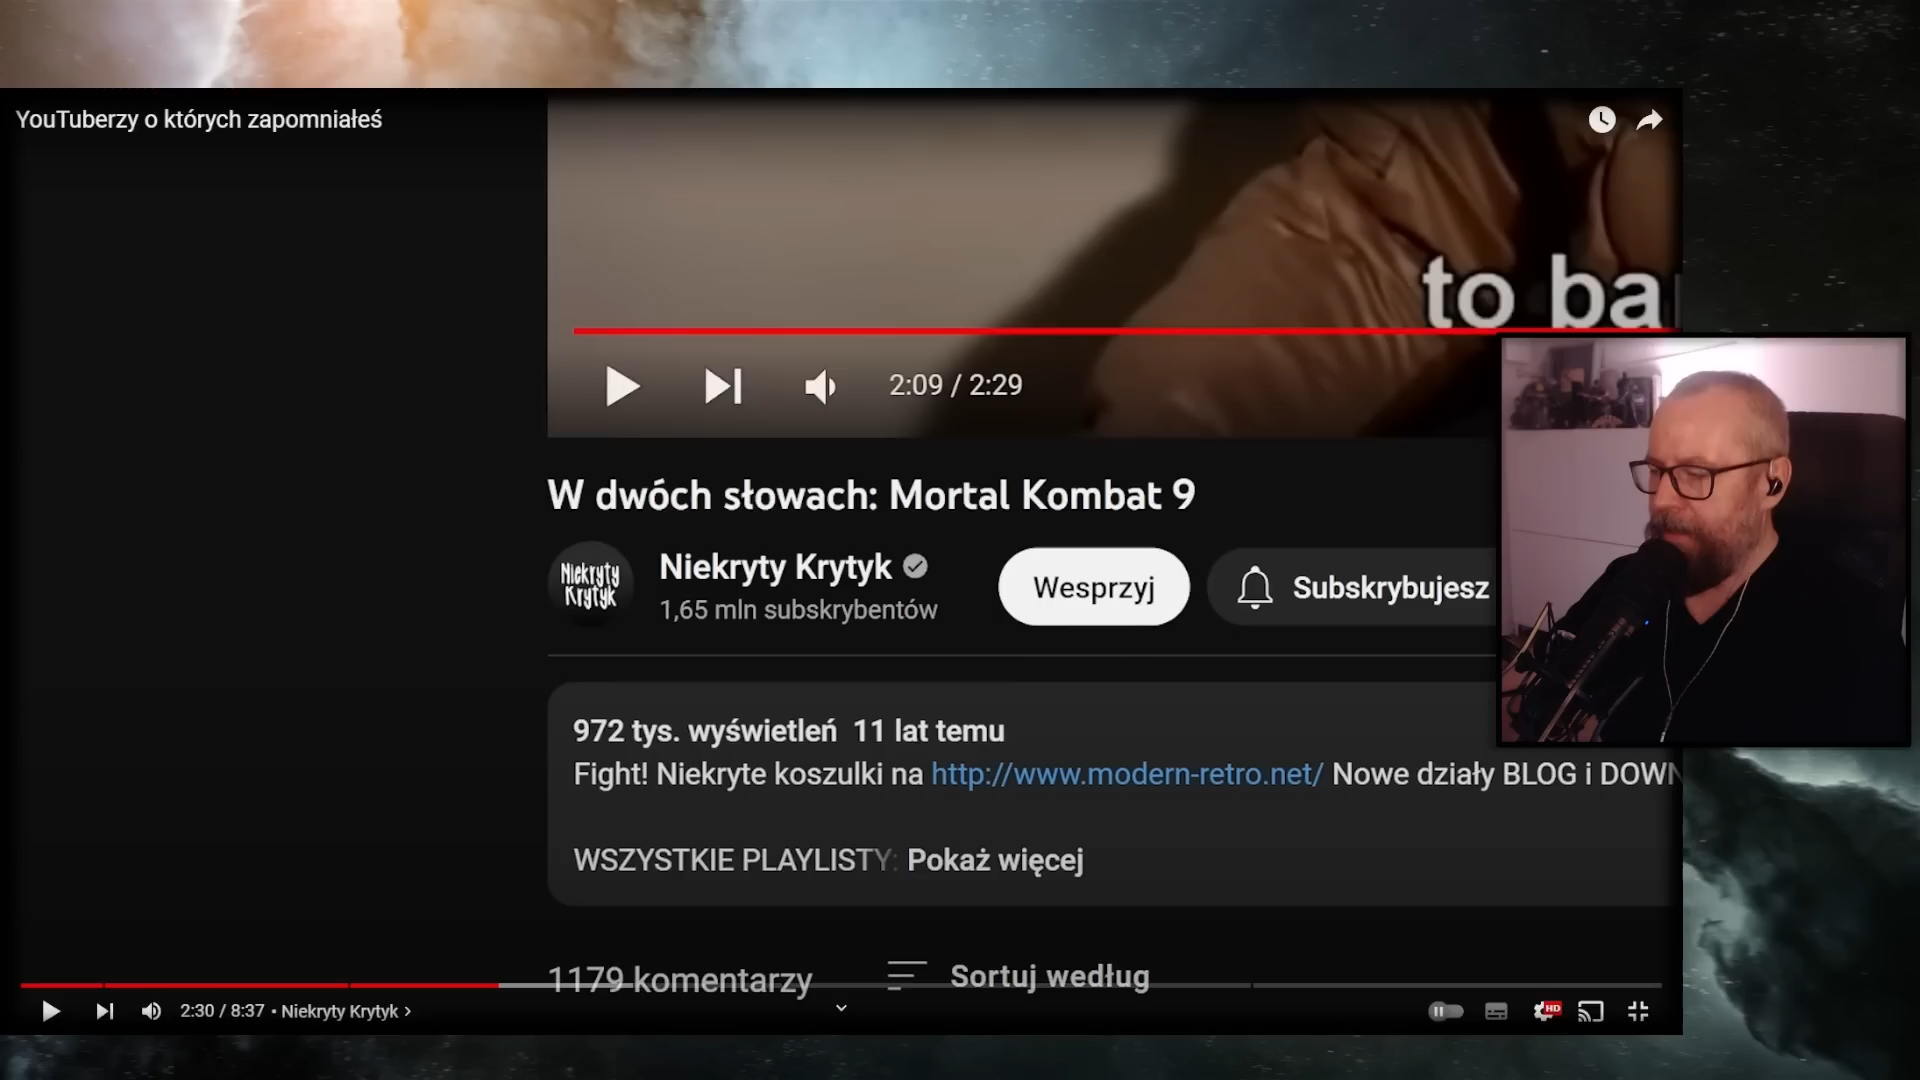 YouTuberzy o których zapomniałeś
to ba
2:09 / 2:29
W dwóch słowach: Mortal Kombat 9
Niekryty Krytyk
Niekryty Krytyk
1,65 mln subskrybentów
Wesprzyj
Subskrybujesz
972 tys. wyświetleń 11 lat temu
Fight! Niekryte koszulki na http://www.modern-retro.net/ Nowe działy BLOG i DOWN
WSZYSTKIE PLAYLISTY: Pokaż więcej
1179 komentarzy
Sortuj według
2:30 / 8:37 • Niekryty Krytyk ›
HD